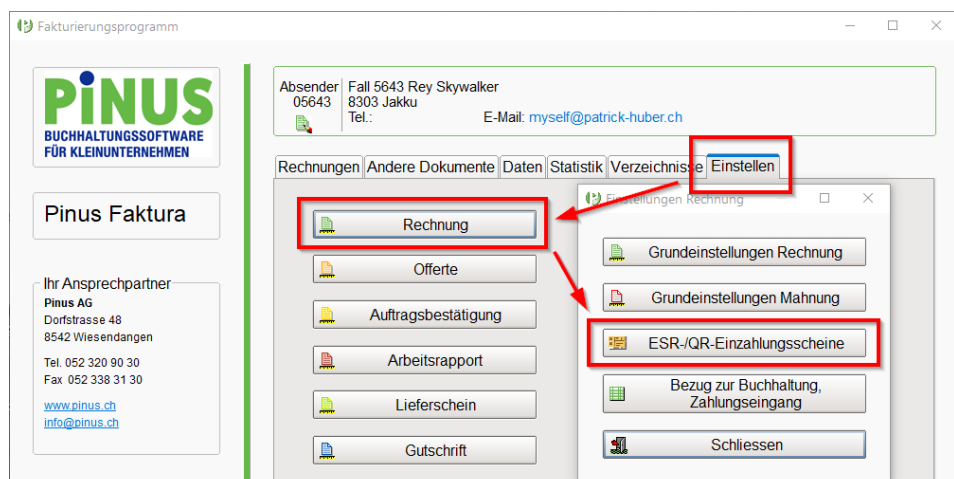 Fakturierungsprogramm
PiNUS
BUCHHALTUNGSSOFTWARE
FÜR KLEINUNTERNEHMEN
Pinus Faktura
Ihr Ansprechpartner
Pinus AG
Dorfstrasse 48
8542 Wiesendangen
Tel. 052 320 90 30
Fax 052 338 31 30
www.pinus.ch
info@pinus.ch
Absender Fall 5643 Rey Skywalker
05643 8303 Jakku
Tel.: E-Mail: myself@patrick-huber.ch
Rechnungen Andere Dokumente Daten Statistik Verzeichnisse Einstellen
Rechnung
Offerte
Auftragsbestätigung
Arbeitsrapport
Lieferschein
Gutschrift
Einstellungen Rechnung
Grundeinstellungen Rechnung
Grundeinstellungen Mahnung
ESR-/QR-Einzahlungsscheine
Bezug zur Buchhaltung,
Zahlungseingang
Schliessen